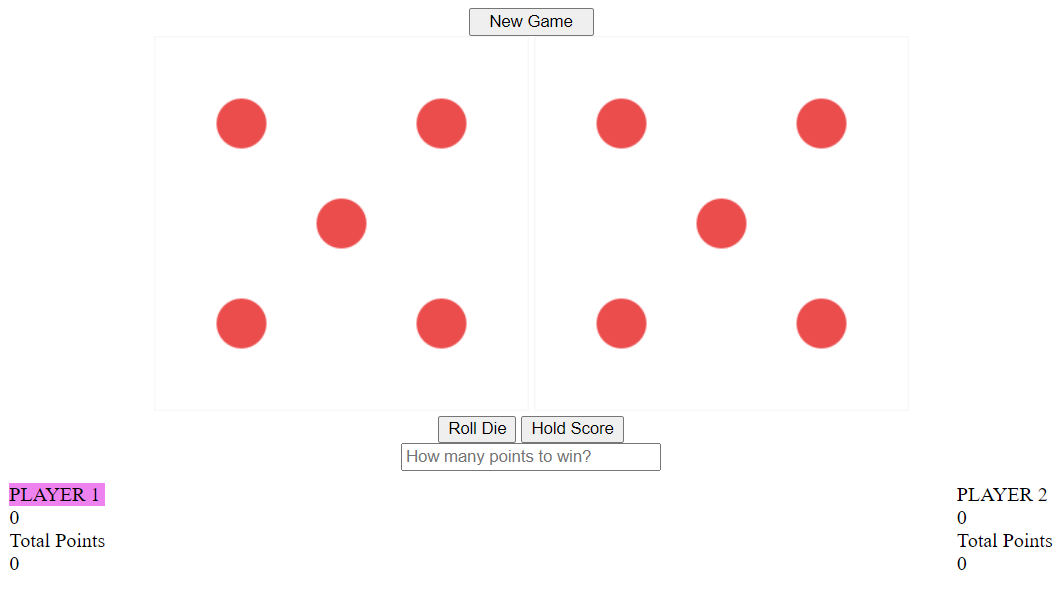 New Game
Roll Die Hold Score
How many points to win?
PLAYER 1
0
Total Points
0
PLAYER 2
0
Total Points
0